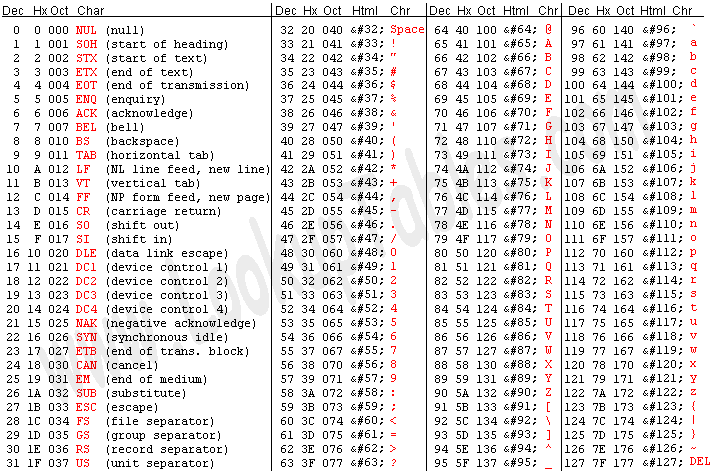 Dec Hx Oct Char Dec Hx Oct Html Chr Dec Hx Oct Html Chr Dec Hx Oct Html Chr
0 0 000 NUL (null) 32 20 040 &#32; Space 64 40 100 &#64; @ 96 60 140 &#96; `
1 1 001 SOH (start of heading) 33 21 041 &#33; ! 65 41 101 &#65; A 97 61 141 &#97; a
2 2 002 STX (start of text) 34 22 042 &#34; " 66 42 102 &#66; B 98 62 142 &#98; b
3 3 003 ETX (end of text) 35 23 043 &#35; # 67 43 103 &#67; C 99 63 143 &#99; c
4 4 004 EOT (end of transmission) 36 24 044 &#36; $ 68 44 104 &#68; D 100 64 144 &#100; d
5 5 005 ENQ (enquiry) 37 25 045 &#37; % 69 45 105 &#69; E 101 65 145 &#101; e
6 6 006 ACK (acknowledge) 38 26 046 &#38; & 70 46 106 &#70; F 102 66 146 &#102; f
7 7 007 BEL (bell) 39 27 047 &#39; ' 71 47 107 &#71; G 103 67 147 &#103; g
8 8 010 BS (backspace) 40 28 050 &#40; ( 72 48 110 &#72; H 104 68 150 &#104; h
9 9 011 TAB (horizontal tab) 41 29 051 &#41; ) 73 49 111 &#73; I 105 69 151 &#105; i
10 A 012 LF (NL line feed, new line) 42 2A 052 &#42; * 74 4A 112 &#74; J 106 6A 152 &#106; j
11 B 013 VT (vertical tab) 43 2B 053 &#43; + 75 4B 113 &#75; K 107 6B 153 &#107; k
12 C 014 FF (NP form feed, new page) 44 2C 054 &#44; , 76 4C 114 &#76; L 108 6C 154 &#108; l
13 D 015 CR (carriage return) 45 2D 055 &#45; - 77 4D 115 &#77; M 109 6D 155 &#109; m
14 E 016 SO (shift out) 46 2E 056 &#46; . 78 4E 116 &#78; N 110 6E 156 &#110; n
15 F 017 SI (shift in) 47 2F 057 &#47; / 79 4F 117 &#79; O 111 6F 157 &#111; o
16 10 020 DLE (data link escape) 48 30 060 &#48; 0 80 50 120 &#80; P 112 70 160 &#112; p
17 11 021 DC1 (device control 1) 49 31 061 &#49; 1 81 51 121 &#81; Q 113 71 161 &#113; q
18 12 022 DC2 (device control 2) 50 32 062 &#50; 2 82 52 122 &#82; R 114 72 162 &#114; r
19 13 023 DC3 (device control 3) 51 33 063 &#51; 3 83 53 123 &#83; S 115 73 163 &#115; s
20 14 024 DC4 (device control 4) 52 34 064 &#52; 4 84 54 124 &#84; T 116 74 164 &#116; t
21 15 025 NAK (negative acknowledge) 53 35 065 &#53; 5 85 55 125 &#85; U 117 75 165 &#117; u
22 16 026 SYN (synchronous idle) 54 36 066 &#54; 6 86 56 126 &#86; V 118 76 166 &#118; v
23 17 027 ETB (end of trans. block) 55 37 067 &#55; 7 87 57 127 &#87; W 119 77 167 &#119; w
24 18 030 CAN (cancel) 56 38 070 &#56; 8 88 58 130 &#88; X 120 78 170 &#120; x
25 19 031 EM (end of medium) 57 39 071 &#57; 9 89 59 131 &#89; Y 121 79 171 &#121; y
26 1A 032 SUB (substitute) 58 3A 072 &#58; : 90 5A 132 &#90; Z 122 7A 172 &#122; z
27 1B 033 ESC (escape) 59 3B 073 &#59; ; 91 5B 133 &#91; [ 123 7B 173 &#123; {
28 1C 034 FS (file separator) 60 3C 074 &#60; < 92 5C 134 &#92; \ 124 7C 174 &#124; |
29 1D 035 GS (group separator) 61 3D 075 &#61; = 93 5D 135 &#93; ] 125 7D 175 &#125; }
30 1E 036 RS (record separator) 62 3E 076 &#62; > 94 5E 136 &#94; ^ 126 7E 176 &#126; ~
31 1F 037 US (unit separator) 63 3F 077 &#63; ? 95 5F 137 &#95; _ 127 7F 177 &#127; DEL
www.LookupTables.com